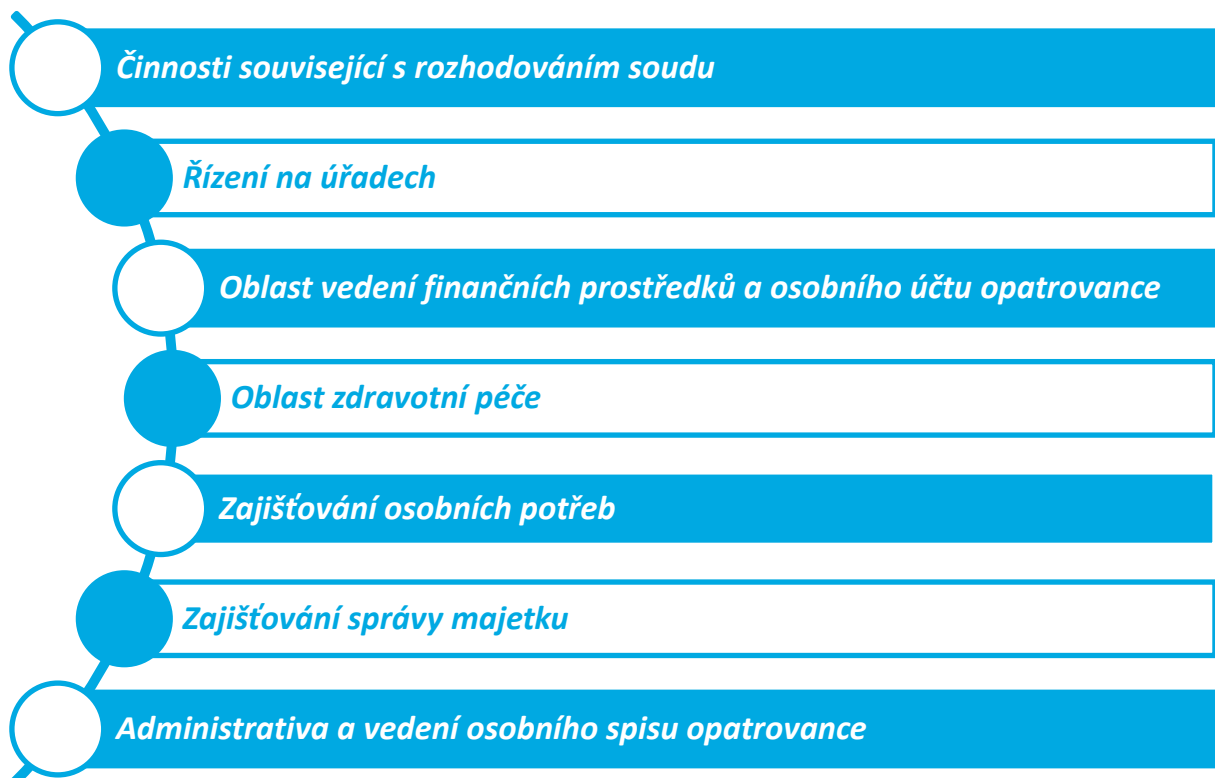 Činnosti související s rozhodováním soudu
Řízení na úřadech
Oblast vedení finančních prostředků a osobního účtu opatrovance
Oblast zdravotní péče
Zajišťování osobních potřeb
Zajišťování správy majetku
Administrativa a vedení osobního spisu opatrovance